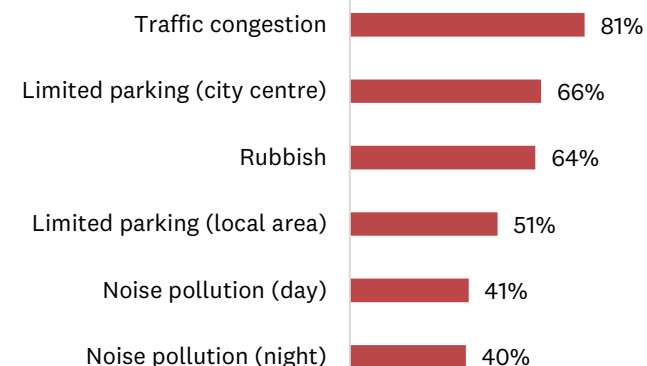 Traffic congestion 81%
Limited parking (city centre) 66%
Rubbish 64%
Limited parking (local area) 51%
Noise pollution (day) 41%
Noise pollution (night) 40%